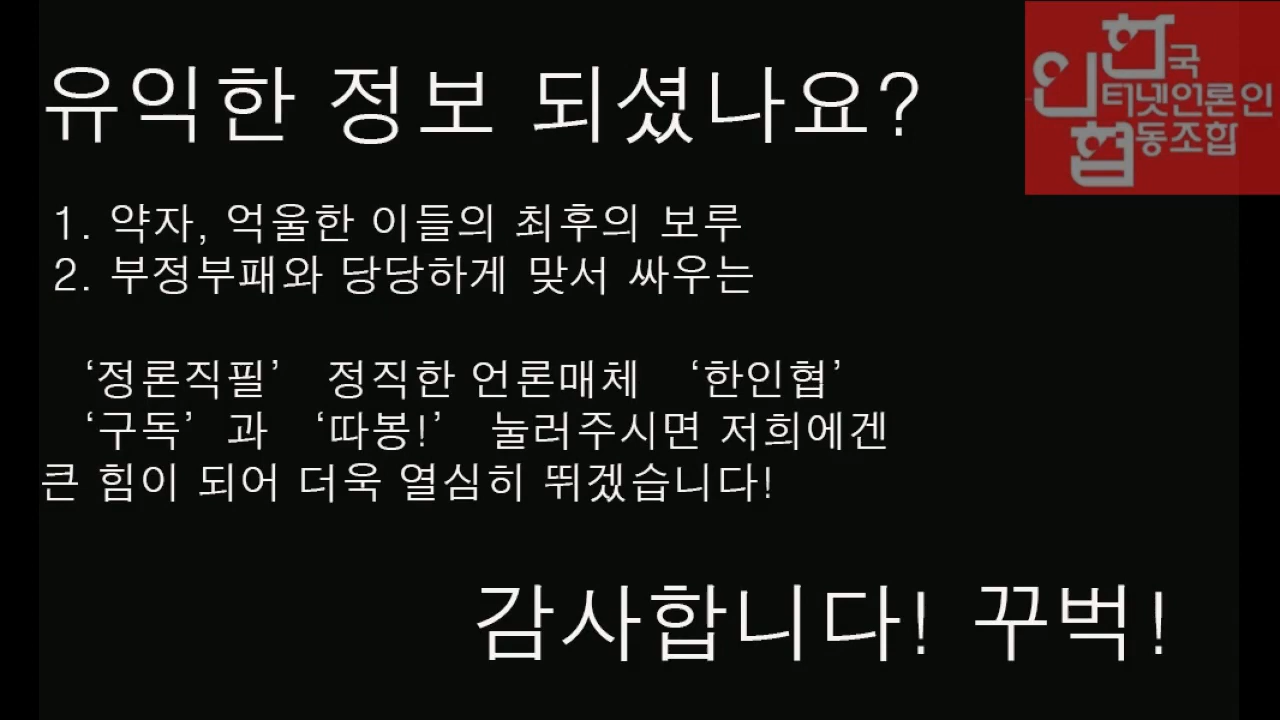 유익한 정보 되셨나요?
한국
인터넷언론인
협동조합
1. 약자, 억울한 이들의 최후의 보루
2. 부정부패와 당당하게 맞서 싸우는
‘정론직필’ 정직한 언론매체 ‘한인협’
‘구독’ 과 ‘따봉!’ 눌러주시면 저희에겐
큰 힘이 되어 더욱 열심히 뛰겠습니다!
감사합니다! 꾸벅!